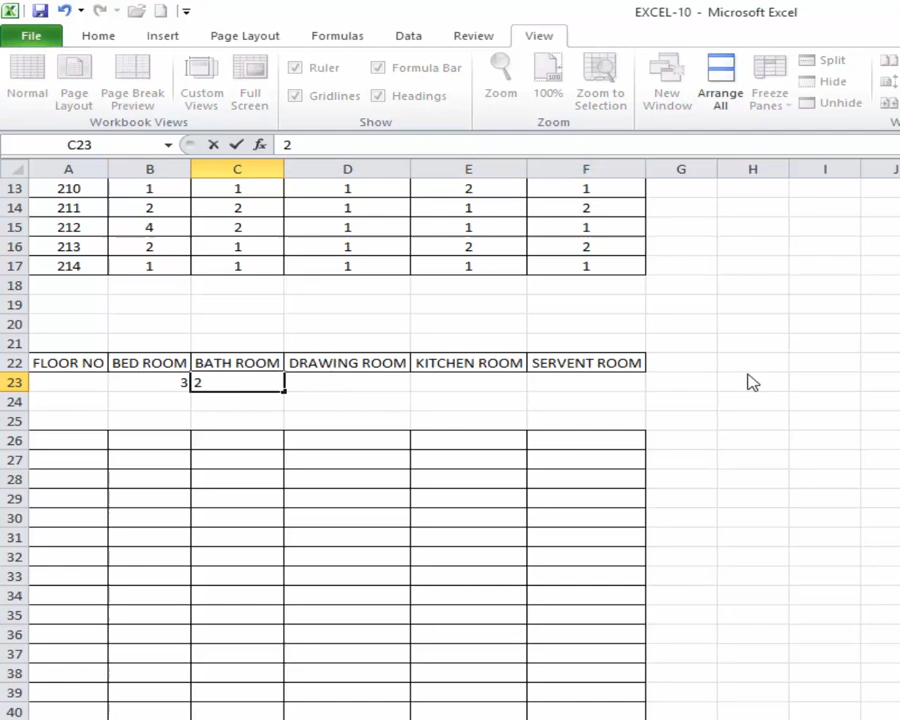 EXCEL-10 - Microsoft Excel
File Home Insert Page Layout Formulas Data Review View
Normal Page Layout Page Break Preview Custom Views Full Screen
Workbook Views
Ruler Formula Bar
Gridlines Headings
Show
Zoom 100% Zoom to Selection
Zoom
New Window Arrange All Freeze Panes
Split
Hide
Unhide
W
C23 fx 2
A B C D E F G H I J
13 210 1 1 1 2 1
14 211 2 2 1 1 2
15 212 4 2 1 1 1
16 213 2 1 1 2 2
17 214 1 1 1 1 1
18
19
20
21
22 FLOOR NO BED ROOM BATH ROOM DRAWING ROOM KITCHEN ROOM SERVENT ROOM
23 3 2
24
25
26
27
28
29
30
31
32
33
34
35
36
37
38
39
40